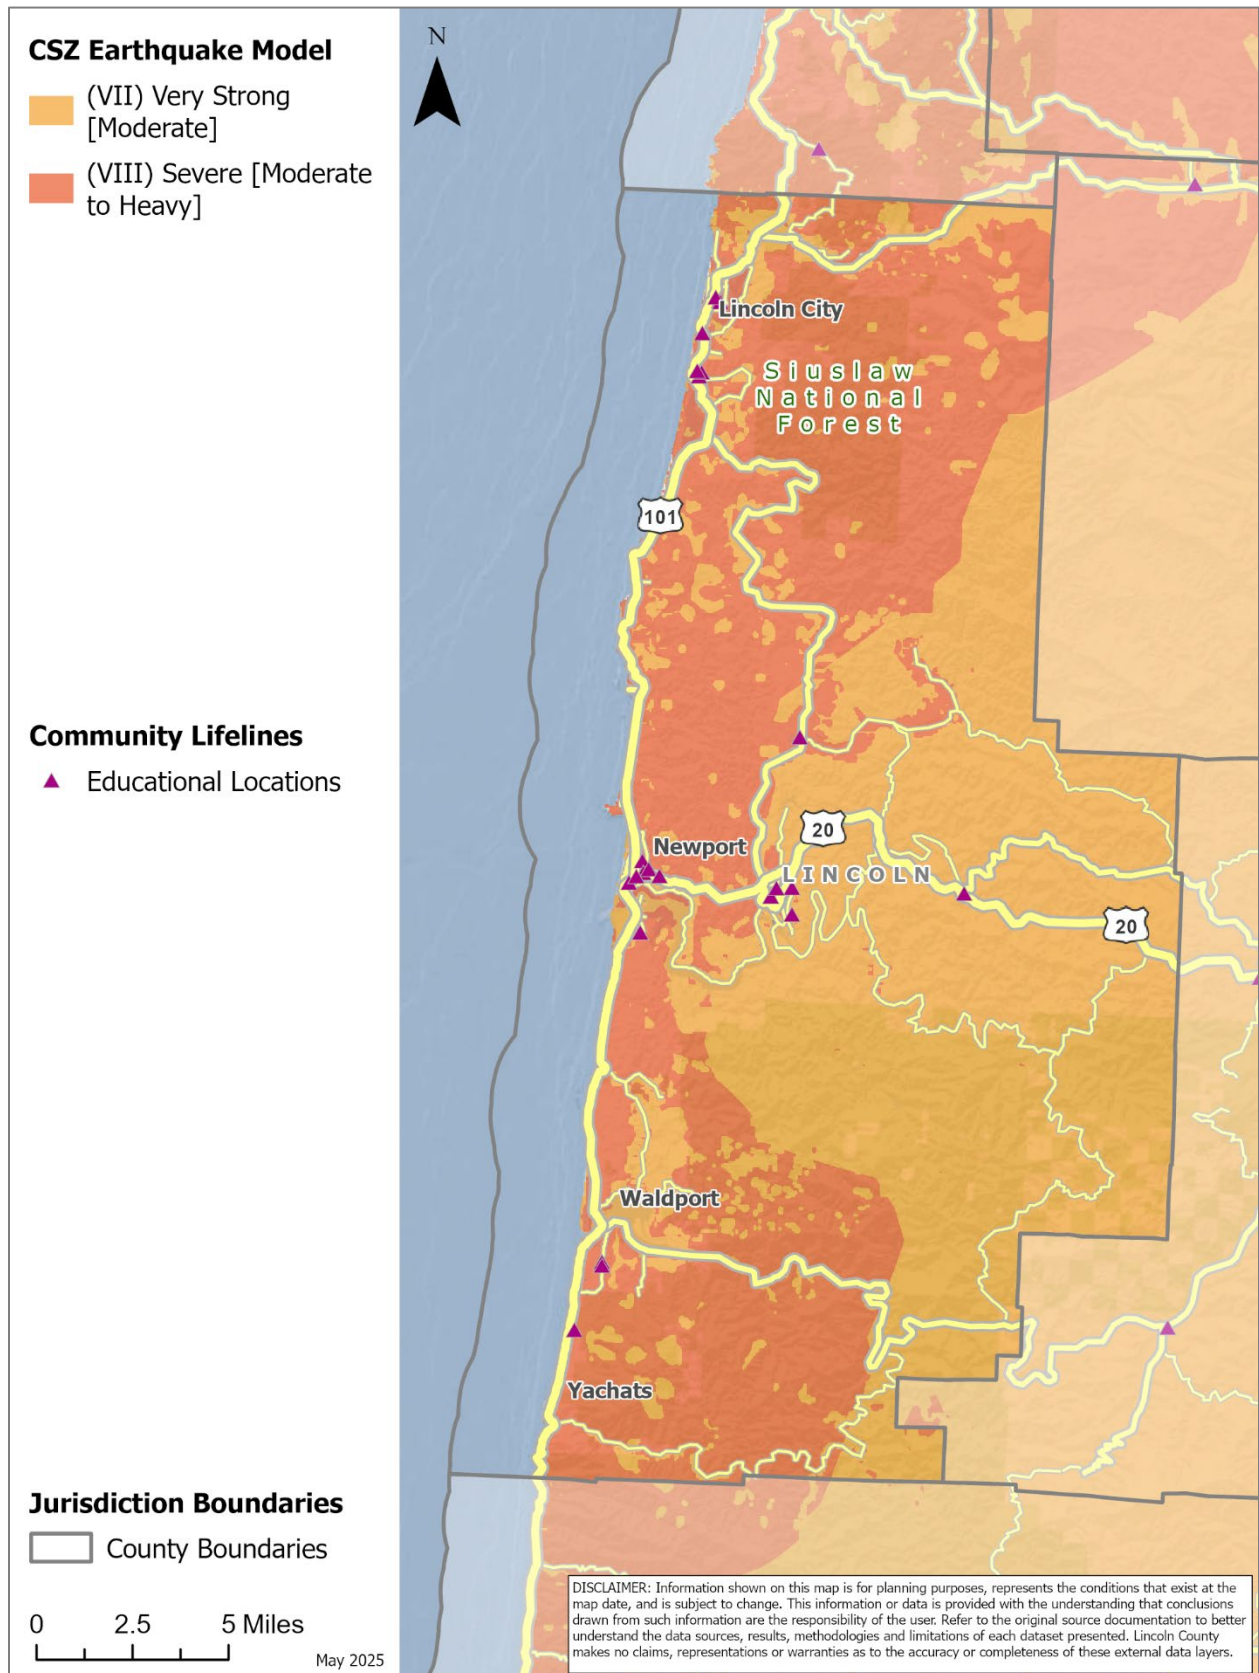 CSZ Earthquake Model
(VII) Very Strong
[Moderate]
(VIII) Severe [Moderate
to Heavy]
Community Lifelines
Educational Locations
Jurisdiction Boundaries
County Boundaries
0 2.5 5 Miles
May 2025
N
Lincoln City
Siuslaw
National
Forest
101
20
Newport
LINCOLN
20
Waldport
Yachats
DISCLAIMER: Information shown on this map is for planning purposes, represents the conditions that exist at the
map date, and is subject to change. This information or data is provided with the understanding that conclusions
drawn from such information are the responsibility of the user. Refer to the original source documentation to better
understand the data sources, results, methodologies and limitations of each dataset presented. Lincoln County
makes no claims, representations or warranties as to the accuracy or completeness of these external data layers.